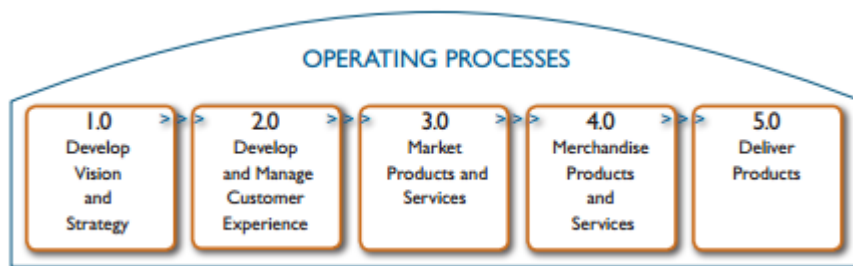 OPERATING PROCESSES
1.0
Develop
Vision
and
Strategy
> > >
2.0
Develop
and Manage
Customer
Experience
> > >
3.0
Market
Products and
Services
> > >
4.0
Merchandise
Products
and
Services
> > >
5.0
Deliver
Products